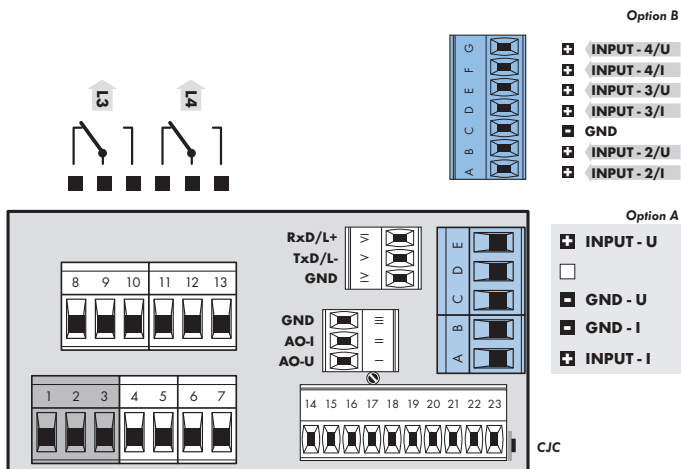 Option B
G
F
E
D
C
B
A
INPUT - 4/U
INPUT - 4/I
INPUT - 3/U
INPUT - 3/I
GND
INPUT - 2/U
INPUT - 2/I
L3 L4
Option A
INPUT - U
GND - U
GND - I
INPUT - I
RxD/L+ VI
TxD/L- V
GND IV
GND III
AO-I II
AO-U I
E
D
C
B
A
8 9 10 11 12 13
1 2 3 4 5 6 7
14 15 16 17 18 19 20 21 22 23
CJC